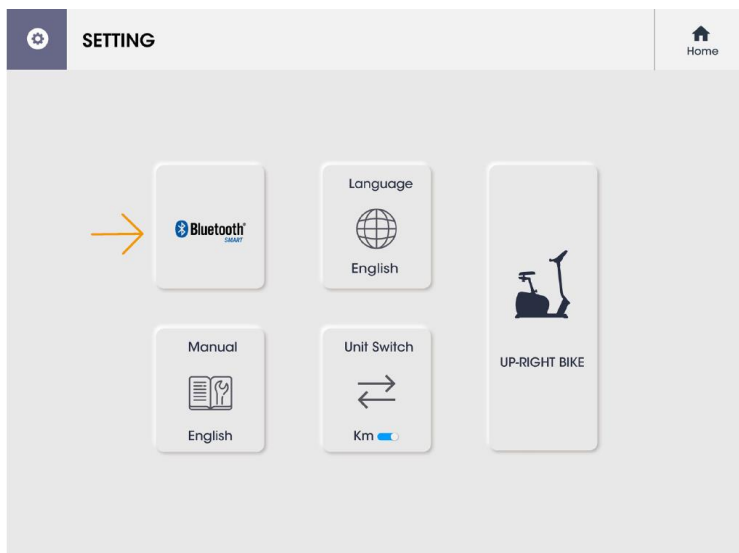 SETTING
Home
Bluetooth®
SMART
Language
English
Manual
English
Unit Switch
Km
UP-RIGHT BIKE